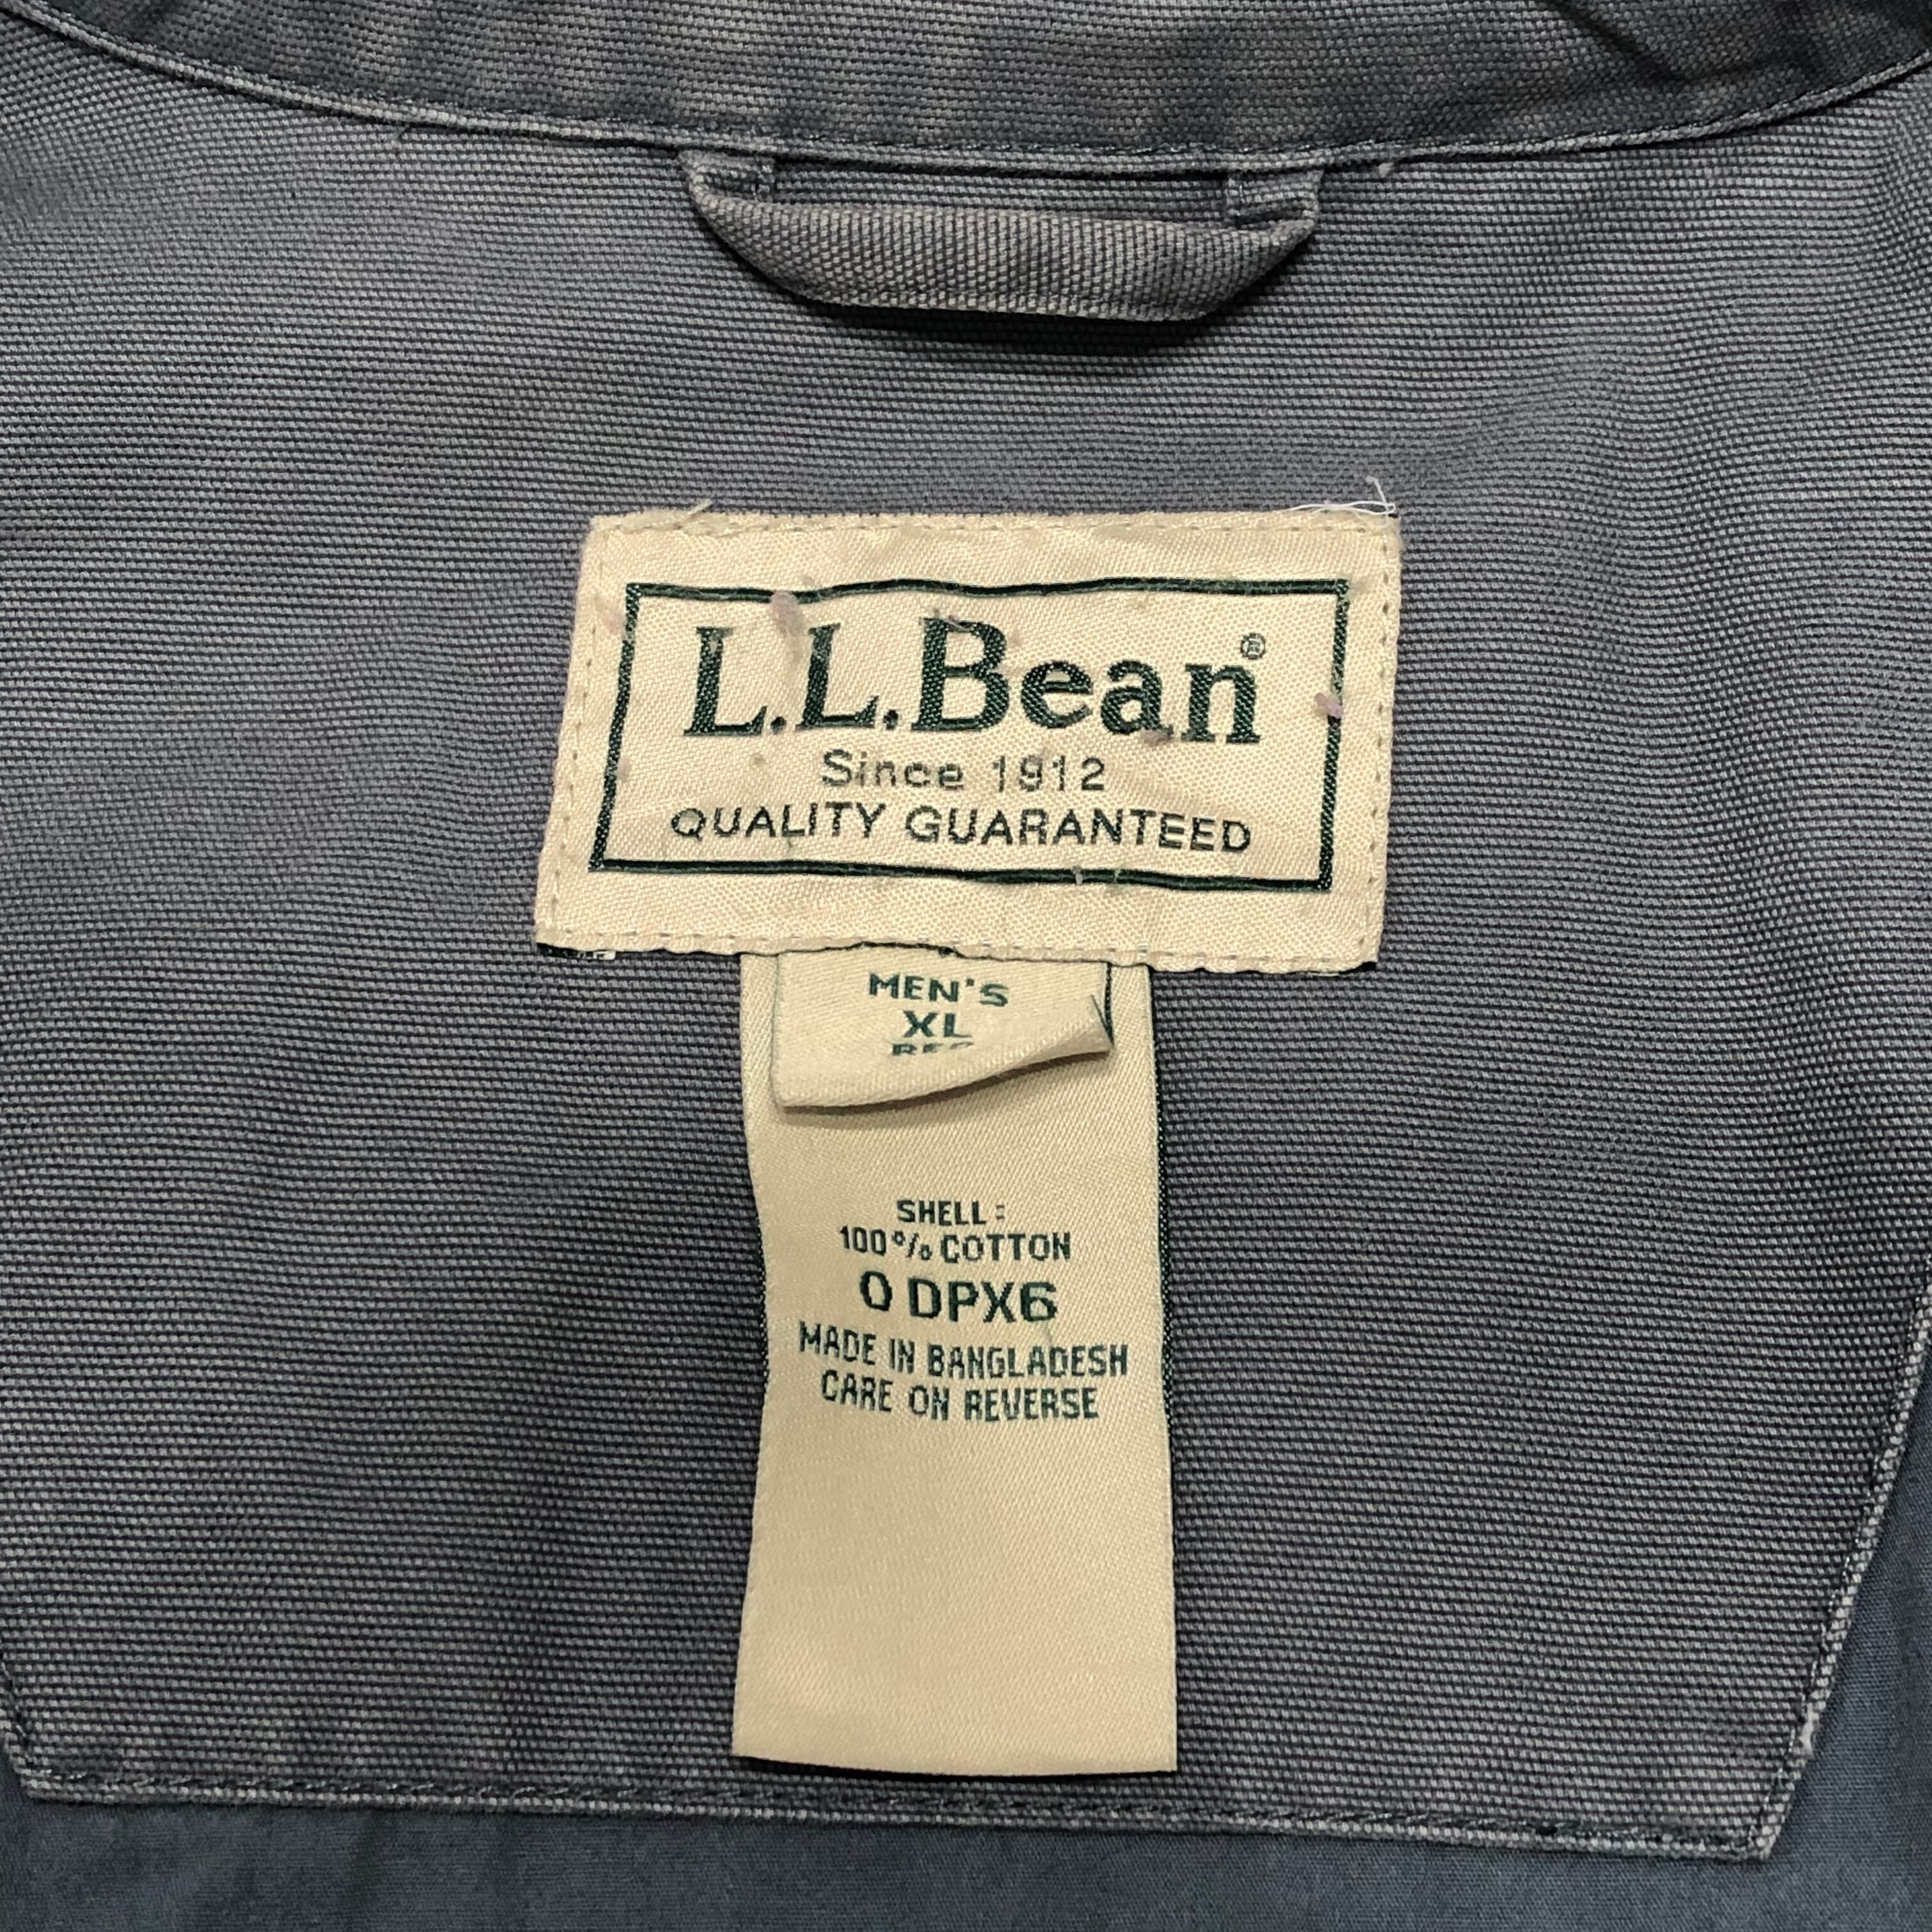 L.L.Bean®
Since 1912
QUALITY GUARANTEED
MEN'S
XL
SHELL:
100% COTTON
0 DPX6
MADE IN BANGLADESH
CARE ON REVERSE